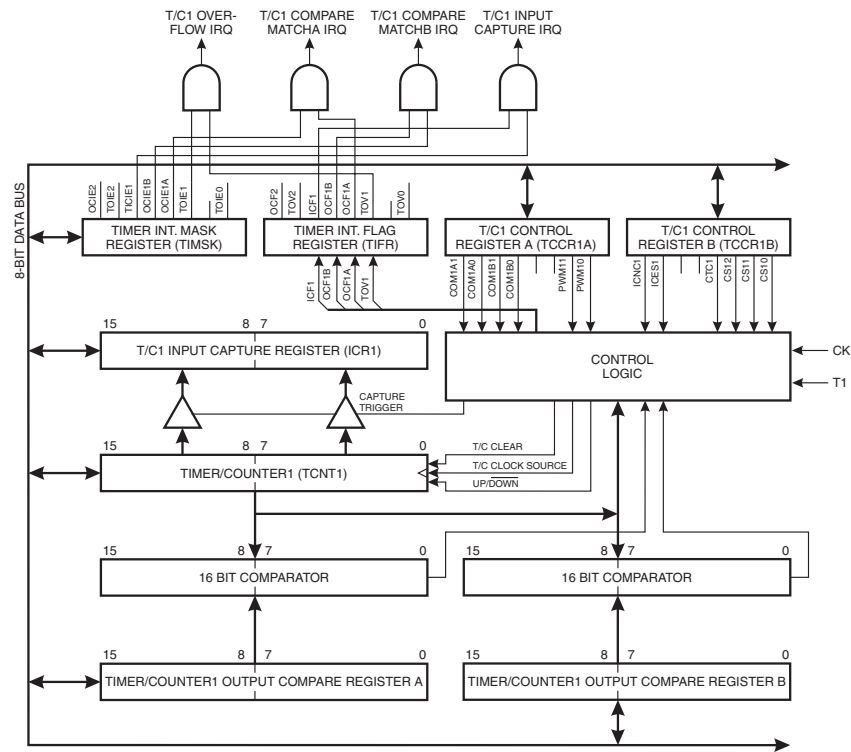 T/C1 OVER-
FLOW IRQ
T/C1 COMPARE
MATCHA IRQ
T/C1 COMPARE
MATCHB IRQ
T/C1 INPUT
CAPTURE IRQ
8-BIT DATA BUS
OCIE2
TOIE2
TICIE1
OCIE1B
OCIE1A
TOIE1
TOIE0
OCF2
TOV2
ICF1
OCF1B
OCF1A
TOV1
TOV0
TIMER INT. MASK
REGISTER (TIMSK)
TIMER INT. FLAG
REGISTER (TIFR)
T/C1 CONTROL
REGISTER A (TCCR1A)
T/C1 CONTROL
REGISTER B (TCCR1B)
ICF1
OCF1B
OCF1A
TOV1
COM1A1
COM1A0
COM1B1
COM1B0
PWM11
PWM10
ICNC1
ICES1
CTC1
CS12
CS11
CS10
15 8 7 0
T/C1 INPUT CAPTURE REGISTER (ICR1)
CONTROL
LOGIC
CK
T1
CAPTURE
TRIGGER
15 8 7 0
TIMER/COUNTER1 (TCNT1)
T/C CLEAR
T/C CLOCK SOURCE
UP/DOWN
15 8 7 0
16 BIT COMPARATOR
15 8 7 0
16 BIT COMPARATOR
15 8 7 0
TIMER/COUNTER1 OUTPUT COMPARE REGISTER A
15 8 7 0
TIMER/COUNTER1 OUTPUT COMPARE REGISTER B